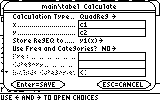 main\tabel Calculate
Calculation Type.. QuadReg →
x.................. c1
y.................. c2
Store RegEQ to... y1(x) →
Use Freq and Categories? NO →
Enter=SAVE ESC=CANCEL
USE ← AND → TO OPEN CHOICES